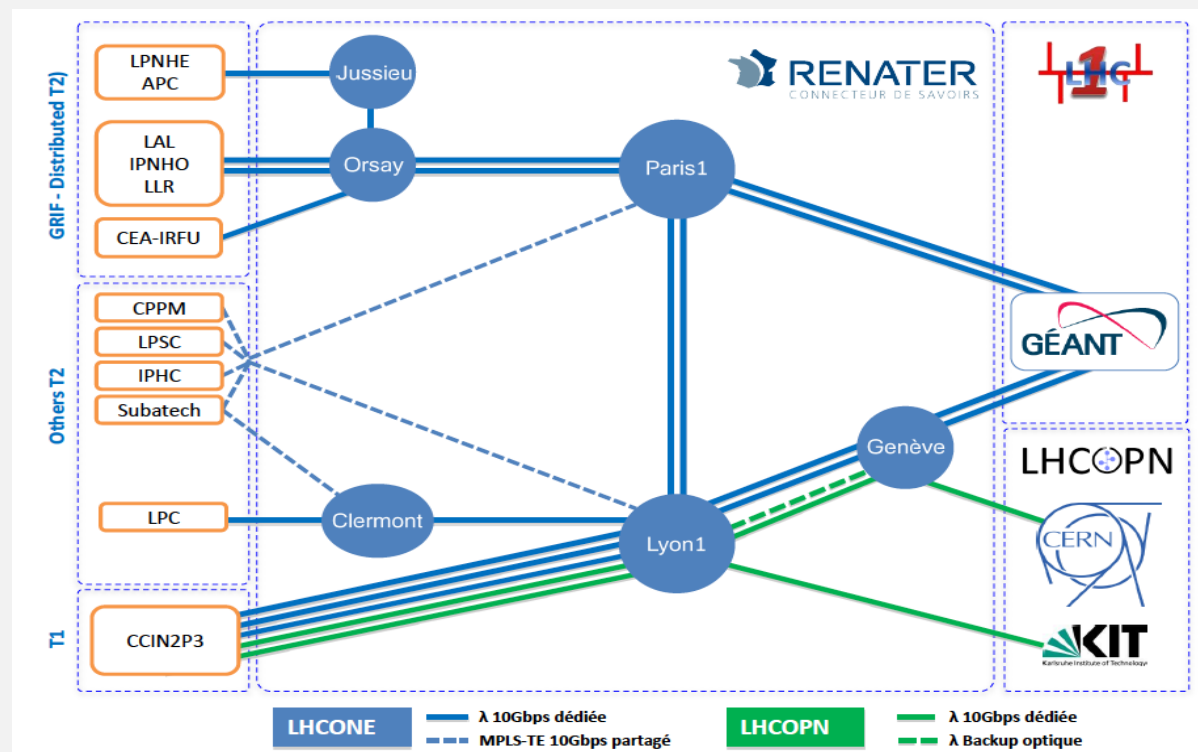 GRIF - Distributed T2)
LPNHE
APC
LAL
IPNHO
LLR
CEA-IRFU
Jussieu
Orsay
Paris1
RENATER
CONNECTEUR DE SAVOIRS
LHC
1
GÉANT
Others T2
CPPM
LPSC
IPHC
Subatech
LPC
Clermont
Genève
Lyon1
LHCOPN
CERN
KIT
Karlsruhe Institute of Technology
T1
CCIN2P3
LHCONE
λ 10Gbps dédiée
MPLS-TE 10Gbps partagé
LHCOPN
λ 10Gbps dédiée
λ Backup optique